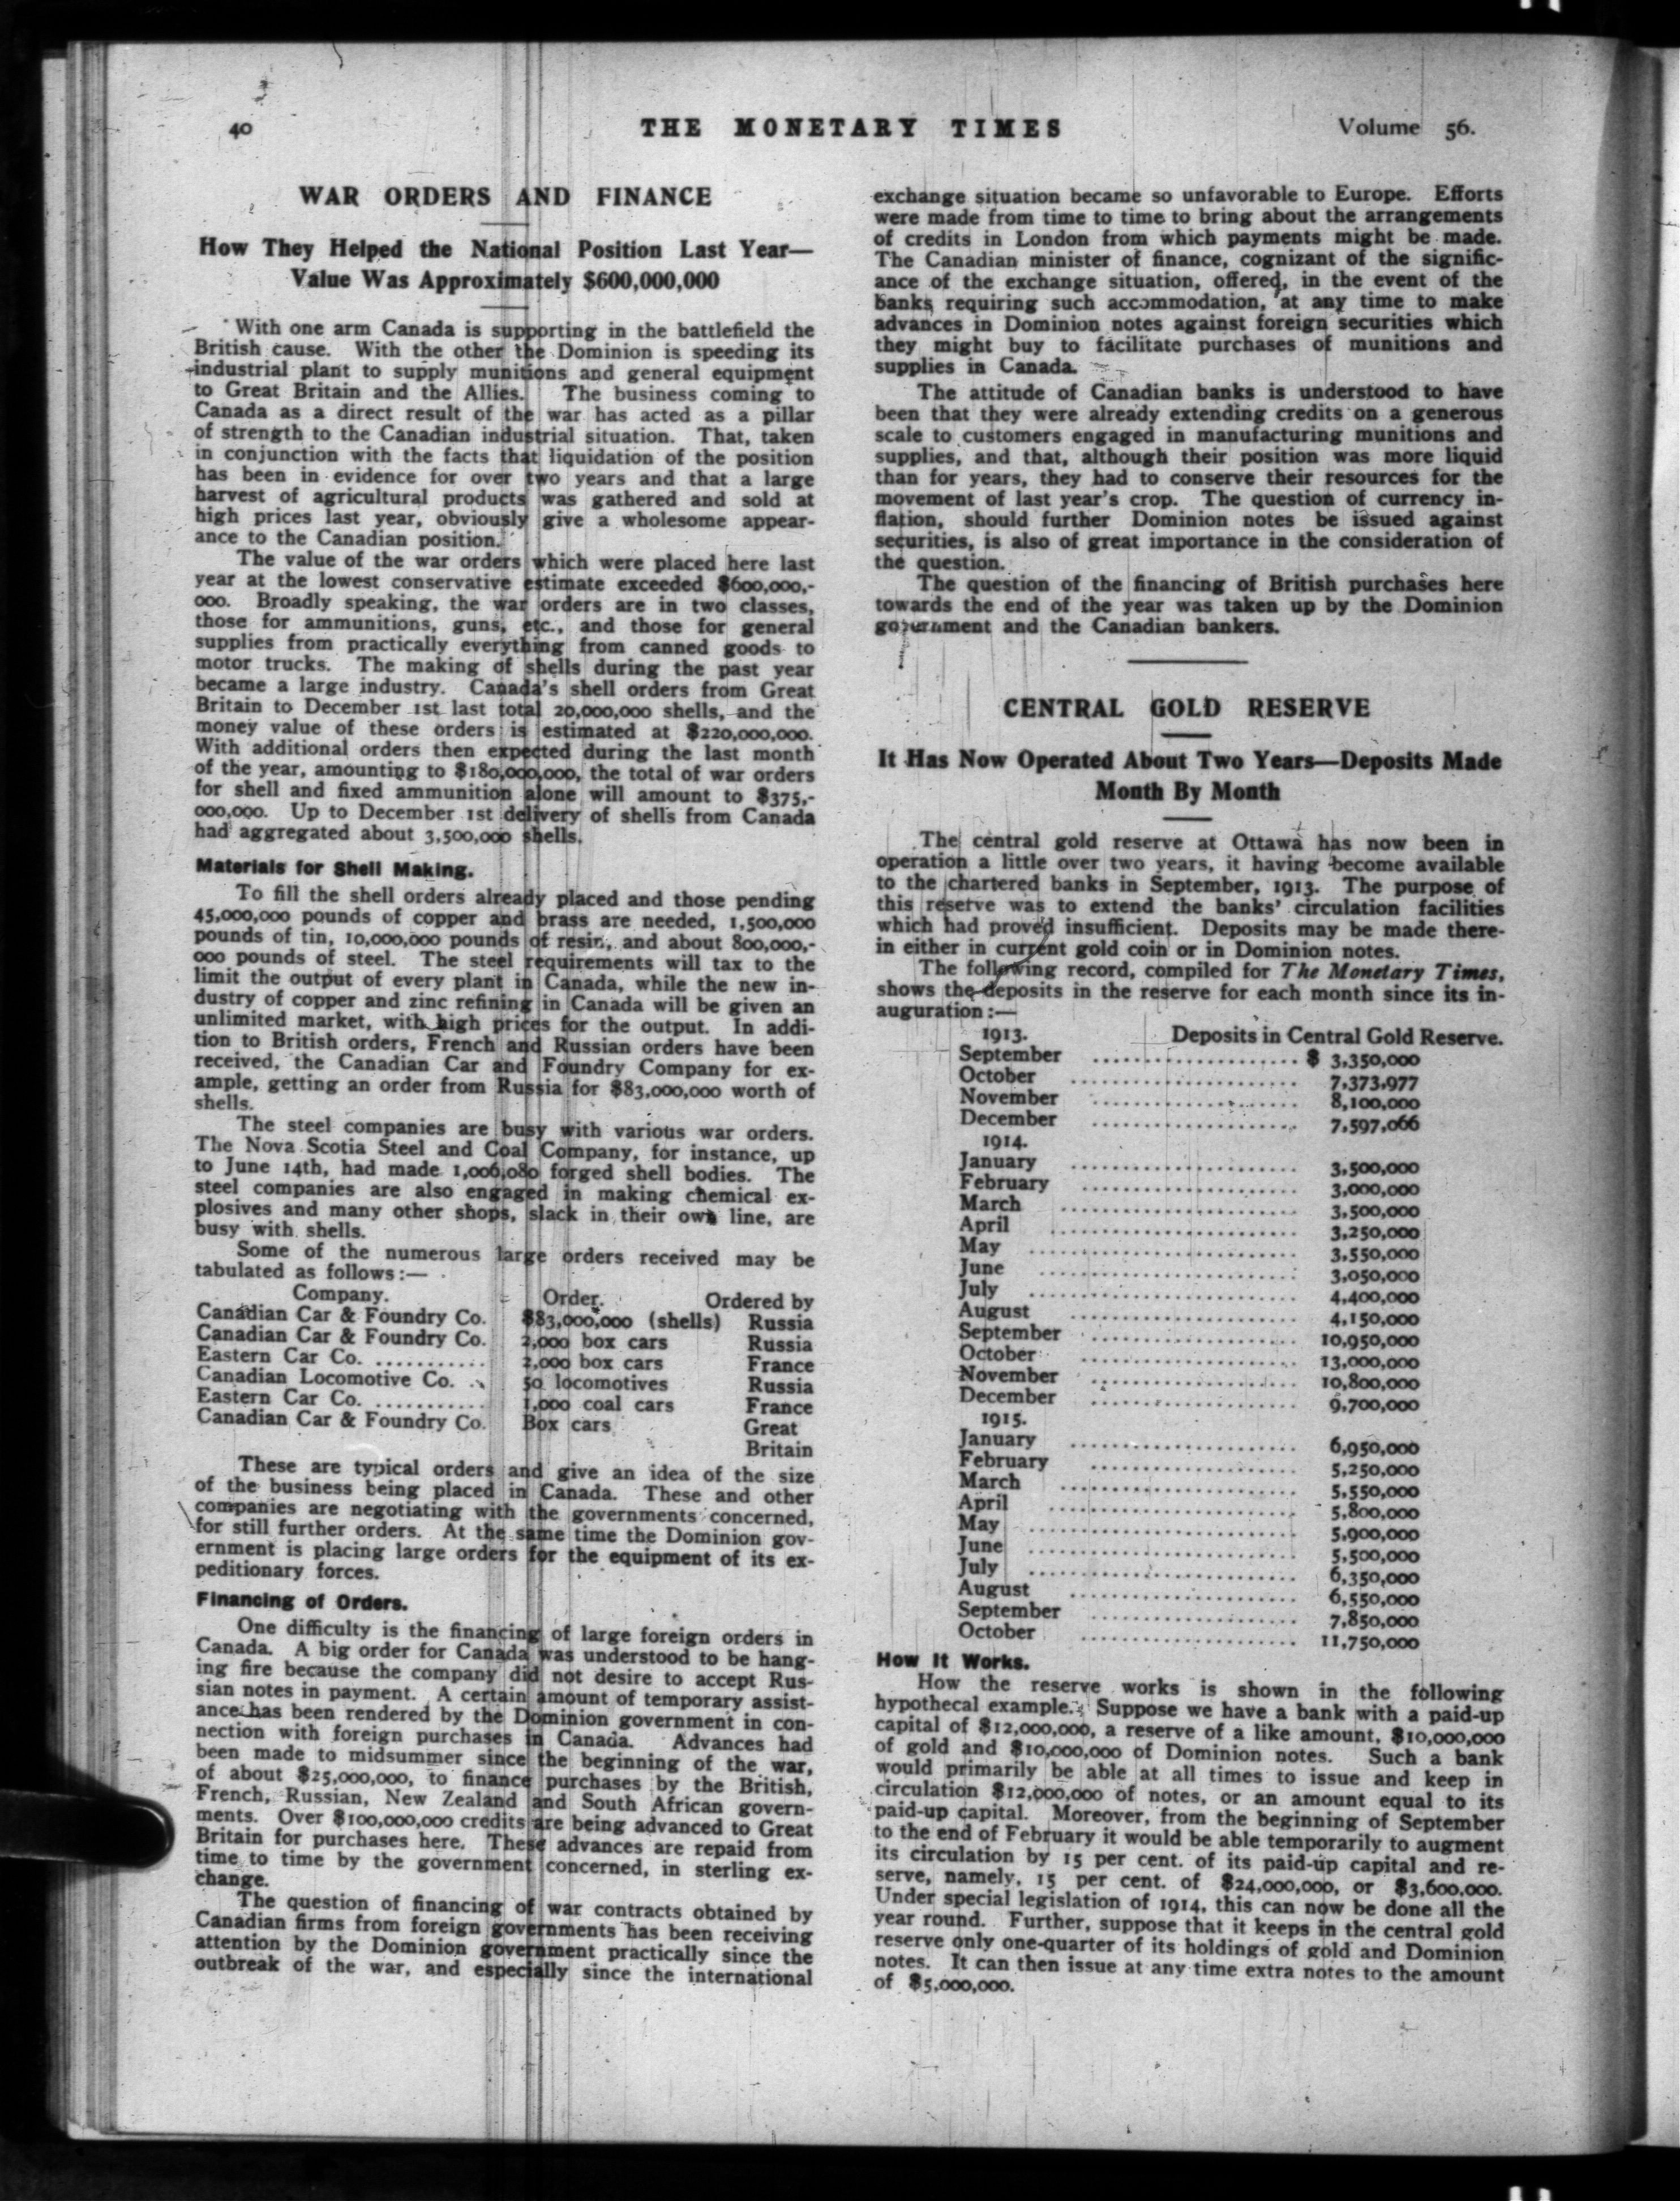 40
THE MONETARY TIMES
Volume 56.
WAR ORDERS AND FINANCE
How They Helped the National Position Last Year—
Value Was Approximately $600,000,000
With one arm Canada is supporting in the battlefield the
British cause. With the other the Dominion is speeding its
industrial plant to supply munitions and general equipment
to Great Britain and the Allies. The business coming to
Canada as a direct result of the war has acted as a pillar
of strength to the Canadian industrial situation. That, taken
in conjunction with the facts that liquidation of the position
has been in evidence for over two years and that a large
harvest of agricultural products was gathered and sold at
high prices last year, obviously give a wholesome appear-
ance to the Canadian position.
The value of the war orders which were placed here last
year at the lowest conservative estimate exceeded $600,000,-
000. Broadly speaking, the war orders are in two classes,
those for ammunitions, guns, etc., and those for general
supplies from practically everything from canned goods to
motor trucks. The making of shells during the past year
became a large industry. Canada's shell orders from Great
Britain to December 1st last total 20,000,000 shells, and the
money value of these orders is estimated at $220,000,000.
With additional orders then expected during the last month
of the year, amounting to $180,000,000, the total of war orders
for shell and fixed ammunition alone will amount to $375,-
000,000. Up to December 1st delivery of shells from Canada
had aggregated about 3,500,000 shells.
Materials for Shell Making.
To fill the shell orders already placed and those pending
45,000,000 pounds of copper and brass are needed, 1,500,000
pounds of tin, 10,000,000 pounds of resin, and about 800,000,-
000 pounds of steel. The steel requirements will tax to the
limit the output of every plant in Canada, while the new in-
dustry of copper and zinc refining in Canada will be given an
unlimited market, with high prices for the output. In addi-
tion to British orders, French and Russian orders have been
received, the Canadian Car and Foundry Company for ex-
ample, getting an order from Russia for $83,000,000 worth of
shells.
The steel companies are busy with various war orders.
The Nova Scotia Steel and Coal Company, for instance, up
to June 14th, had made 1,006,080 forged shell bodies. The
steel companies are also engaged in making chemical ex-
plosives and many other shops, slack in their own line, are
busy with shells.
Some of the numerous large orders received may be
tabulated as follows:—
Company. Order. Ordered by
Canadian Car & Foundry Co. $83,000,000 (shells) Russia
Canadian Car & Foundry Co. 2,000 box cars Russia
Eastern Car Co. ........... 2,000 box cars France
Canadian Locomotive Co. .. 50 locomotives Russia
Eastern Car Co. ........... 1,000 coal cars France
Canadian Car & Foundry Co. Box cars Great
Britain
These are typical orders and give an idea of the size
of the business being placed in Canada. These and other
companies are negotiating with the governments concerned,
for still further orders. At the same time the Dominion gov-
ernment is placing large orders for the equipment of its ex-
peditionary forces.
Financing of Orders.
One difficulty is the financing of large foreign orders in
Canada. A big order for Canada was understood to be hang-
ing fire because the company did not desire to accept Rus-
sian notes in payment. A certain amount of temporary assist-
ance has been rendered by the Dominion government in con-
nection with foreign purchases in Canada. Advances had
been made to midsummer since the beginning of the war,
of about $25,000,000, to finance purchases by the British,
French, Russian, New Zealand and South African govern-
ments. Over $100,000,000 credits are being advanced to Great
Britain for purchases here. These advances are repaid from
time to time by the government concerned, in sterling ex-
change.
The question of financing of war contracts obtained by
Canadian firms from foreign governments has been receiving
attention by the Dominion government practically since the
outbreak of the war, and especially since the international
exchange situation became so unfavorable to Europe. Efforts
were made from time to time to bring about the arrangements
of credits in London from which payments might be made.
The Canadian minister of finance, cognizant of the signific-
ance of the exchange situation, offered, in the event of the
banks requiring such accommodation, at any time to make
advances in Dominion notes against foreign securities which
they might buy to facilitate purchases of munitions and
supplies in Canada.
The attitude of Canadian banks is understood to have
been that they were already extending credits on a generous
scale to customers engaged in manufacturing munitions and
supplies, and that, although their position was more liquid
than for years, they had to conserve their resources for the
movement of last year's crop. The question of currency in-
flation, should further Dominion notes be issued against
securities, is also of great importance in the consideration of
the question.
The question of the financing of British purchases here
towards the end of the year was taken up by the Dominion
government and the Canadian bankers.
CENTRAL GOLD RESERVE
It Has Now Operated About Two Years—Deposits Made
Month By Month
The central gold reserve at Ottawa has now been in
operation a little over two years, it having become available
to the chartered banks in September, 1913. The purpose of
this reserve was to extend the banks' circulation facilities
which had proved insufficient. Deposits may be made there-
in either in current gold coin or in Dominion notes.
The following record, compiled for The Monetary Times,
shows the deposits in the reserve for each month since its in-
auguration:—
1913. Deposits in Central Gold Reserve.
September .................... $ 3,350,000
October .................... 7,373,977
November .................... 8,100,000
December .................... 7,597,066
1914.
January .................... 3,500,000
February .................... 3,000,000
March .................... 3,500,000
April .................... 3,250,000
May .................... 3,550,000
June .................... 3,050,000
July .................... 4,400,000
August .................... 4,150,000
September .................... 10,950,000
October .................... 13,000,000
November .................... 10,800,000
December .................... 9,700,000
1915.
January .................... 6,950,000
February .................... 5,250,000
March .................... 5,550,000
April .................... 5,800,000
May .................... 5,900,000
June .................... 5,500,000
July .................... 6,350,000
August .................... 6,550,000
September .................... 7,850,000
October .................... 11,750,000
How It Works.
How the reserve works is shown in the following
hypothecal example. Suppose we have a bank with a paid-up
capital of $12,000,000, a reserve of a like amount, $10,000,000
of gold and $10,000,000 of Dominion notes. Such a bank
would primarily be able at all times to issue and keep in
circulation $12,000,000 of notes, or an amount equal to its
paid-up capital. Moreover, from the beginning of September
to the end of February it would be able temporarily to augment
its circulation by 15 per cent. of its paid-up capital and re-
serve, namely, 15 per cent. of $24,000,000, or $3,600,000.
Under special legislation of 1914, this can now be done all the
year round. Further, suppose that it keeps in the central gold
reserve only one-quarter of its holdings of gold and Dominion
notes. It can then issue at any time extra notes to the amount
of $5,000,000.